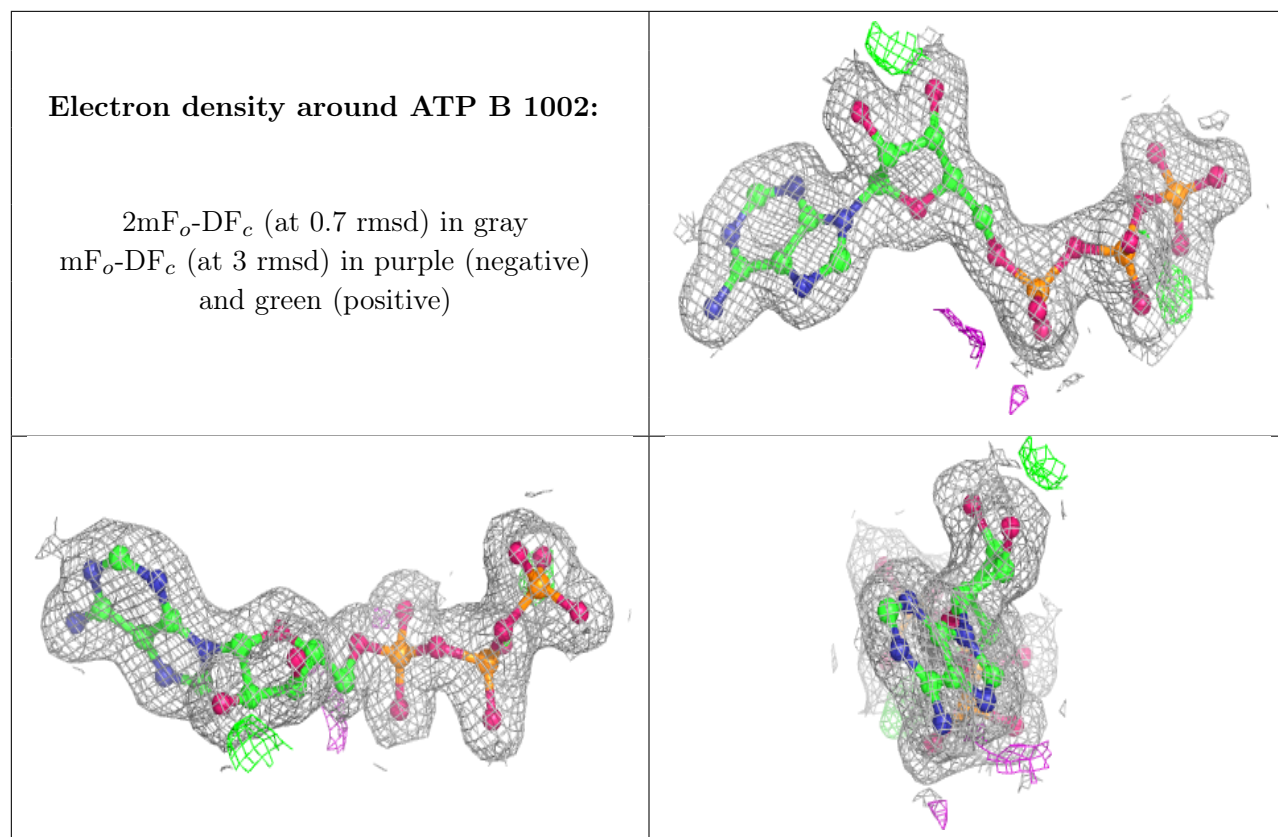 Electron density around ATP B 1002:
2mFo-DFc (at 0.7 rmsd) in gray
mFo-DFc (at 3 rmsd) in purple (negative)
and green (positive)